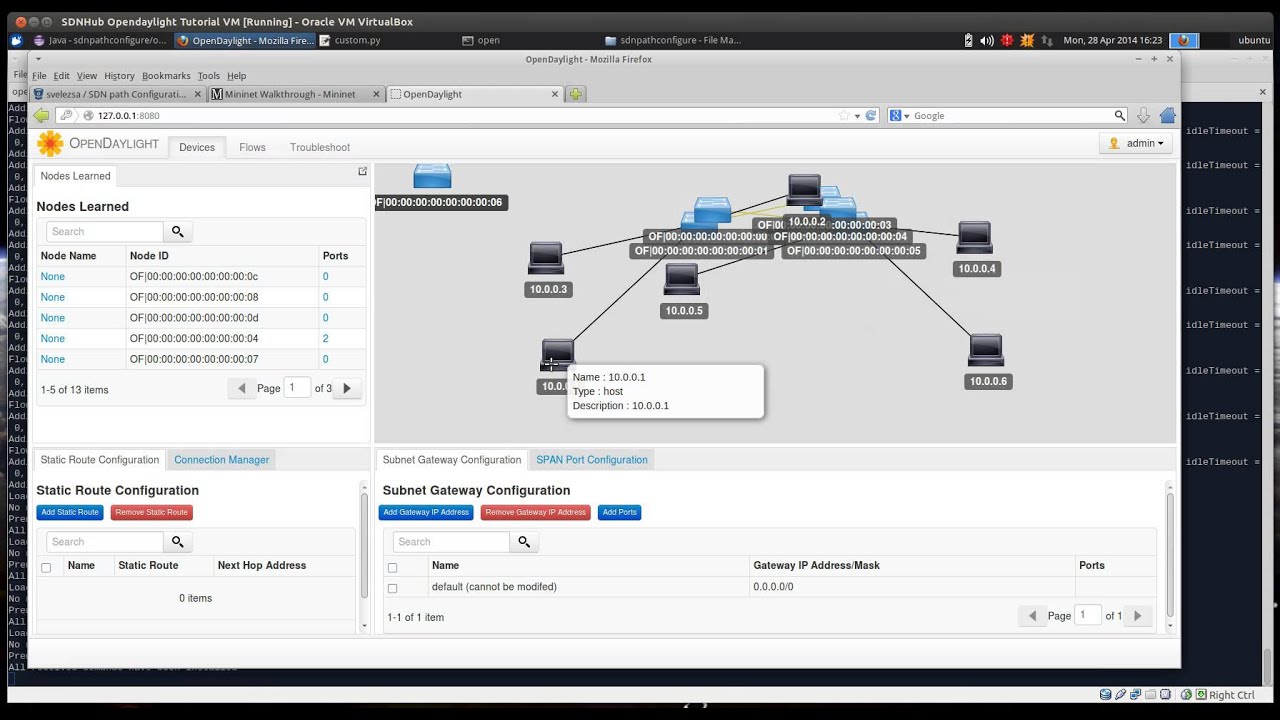 SDNHub Opendaylight Tutorial VM [Running] - Oracle VM VirtualBox
Java - sdnpathconfigure/o... OpenDaylight - Mozilla Fire... custom.py open sdnpathconfigure - File Ma... Mon, 28 Apr 2014 16:23 ubuntu
OpenDaylight - Mozilla Firefox
File Edit View History Bookmarks Tools Help
svelezsa / SDN path Configurati... Mininet Walkthrough - Mininet OpenDaylight
127.0.0.1:8080 Google
OPENDAYLIGHT Devices Flows Troubleshoot admin
Nodes Learned
Nodes Learned
Search
Node Name Node ID Ports
None OF|00:00:00:00:00:00:00:0c 0
None OF|00:00:00:00:00:00:00:08 0
None OF|00:00:00:00:00:00:00:0d 0
None OF|00:00:00:00:00:00:00:04 2
None OF|00:00:00:00:00:00:00:07 0
1-5 of 13 items Page 1 of 3
OF|00:00:00:00:00:00:00:06
10.0.0.2
:00:00:03
OF|00:00:00:00:00:00:00
OF|00:00:00:00:00:00:00:04
OF|00:00:00:00:00:00:00:01
OF|00:00:00:00:00:00:00:05
10.0.0.3
10.0.0.4
10.0.0.5
10.0.0.6
Name : 10.0.0.1
Type : host
Description : 10.0.0.1
Static Route Configuration Connection Manager
Static Route Configuration
Add Static Route Remove Static Route
Search
Name Static Route Next Hop Address
0 items
Subnet Gateway Configuration SPAN Port Configuration
Subnet Gateway Configuration
Add Gateway IP Address Remove Gateway IP Address Add Ports
Search
Name Gateway IP Address/Mask Ports
default (cannot be modifed) 0.0.0.0/0
1-1 of 1 item Page 1 of 1
idleTimeout =
idleTimeout =
idleTimeout =
idleTimeout =
idleTimeout =
idleTimeout =
idleTimeout =
idleTimeout =
idleTimeout =
Right Ctrl